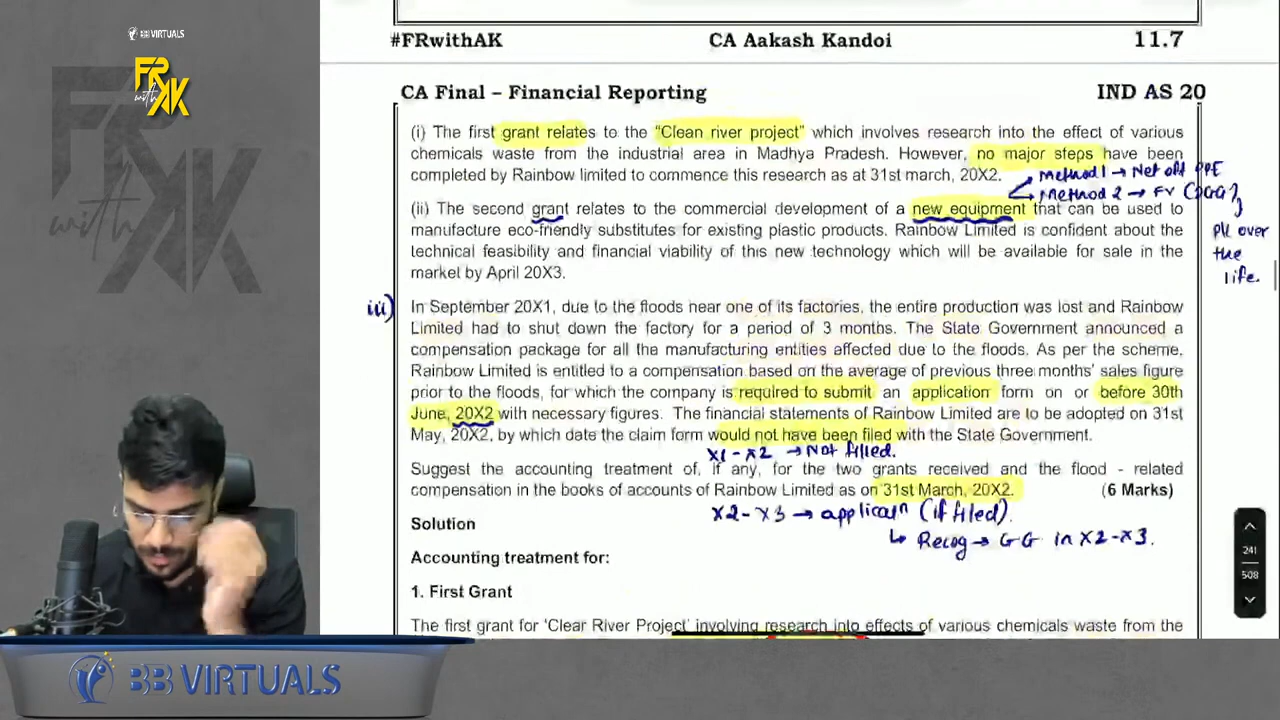 BB VIRTUALS
FR
with
AK
FR
with
AK
#FRwithAK CA Aakash Kandoi 11.7
CA Final – Financial Reporting IND AS 20
(i) The first grant relates to the "Clean river project" which involves research into the effect of various
chemicals waste from the industrial area in Madhya Pradesh. However, no major steps have been
completed by Rainbow limited to commence this research as at 31st march, 20X2.
Method 1 → Net off PPE
Method 2 → FV (DGG)
(ii) The second grant relates to the commercial development of a new equipment that can be used to
manufacture eco-friendly substitutes for existing plastic products. Rainbow Limited is confident about the
technical feasibility and financial viability of this new technology which will be available for sale in the
market by April 20X3.
PL over
the
life.
iii) In September 20X1, due to the floods near one of its factories, the entire production was lost and Rainbow
Limited had to shut down the factory for a period of 3 months. The State Government announced a
compensation package for all the manufacturing entities affected due to the floods. As per the scheme,
Rainbow Limited is entitled to a compensation based on the average of previous three months' sales figure
prior to the floods, for which the company is required to submit an application form on or before 30th
June, 20X2 with necessary figures. The financial statements of Rainbow Limited are to be adopted on 31st
May, 20X2, by which date the claim form would not have been filed with the State Government.
X1-X2 → Not filled.
Suggest the accounting treatment of, if any, for the two grants received and the flood - related
compensation in the books of accounts of Rainbow Limited as on 31st March, 20X2. (6 Marks)
X2-X3 → applicatn (if filed).
↳ Recog → GG in X2-X3.
Solution
Accounting treatment for:
1. First Grant
The first grant for 'Clear River Project' involving research into effects of various chemicals waste from the
241
508
BB VIRTUALS